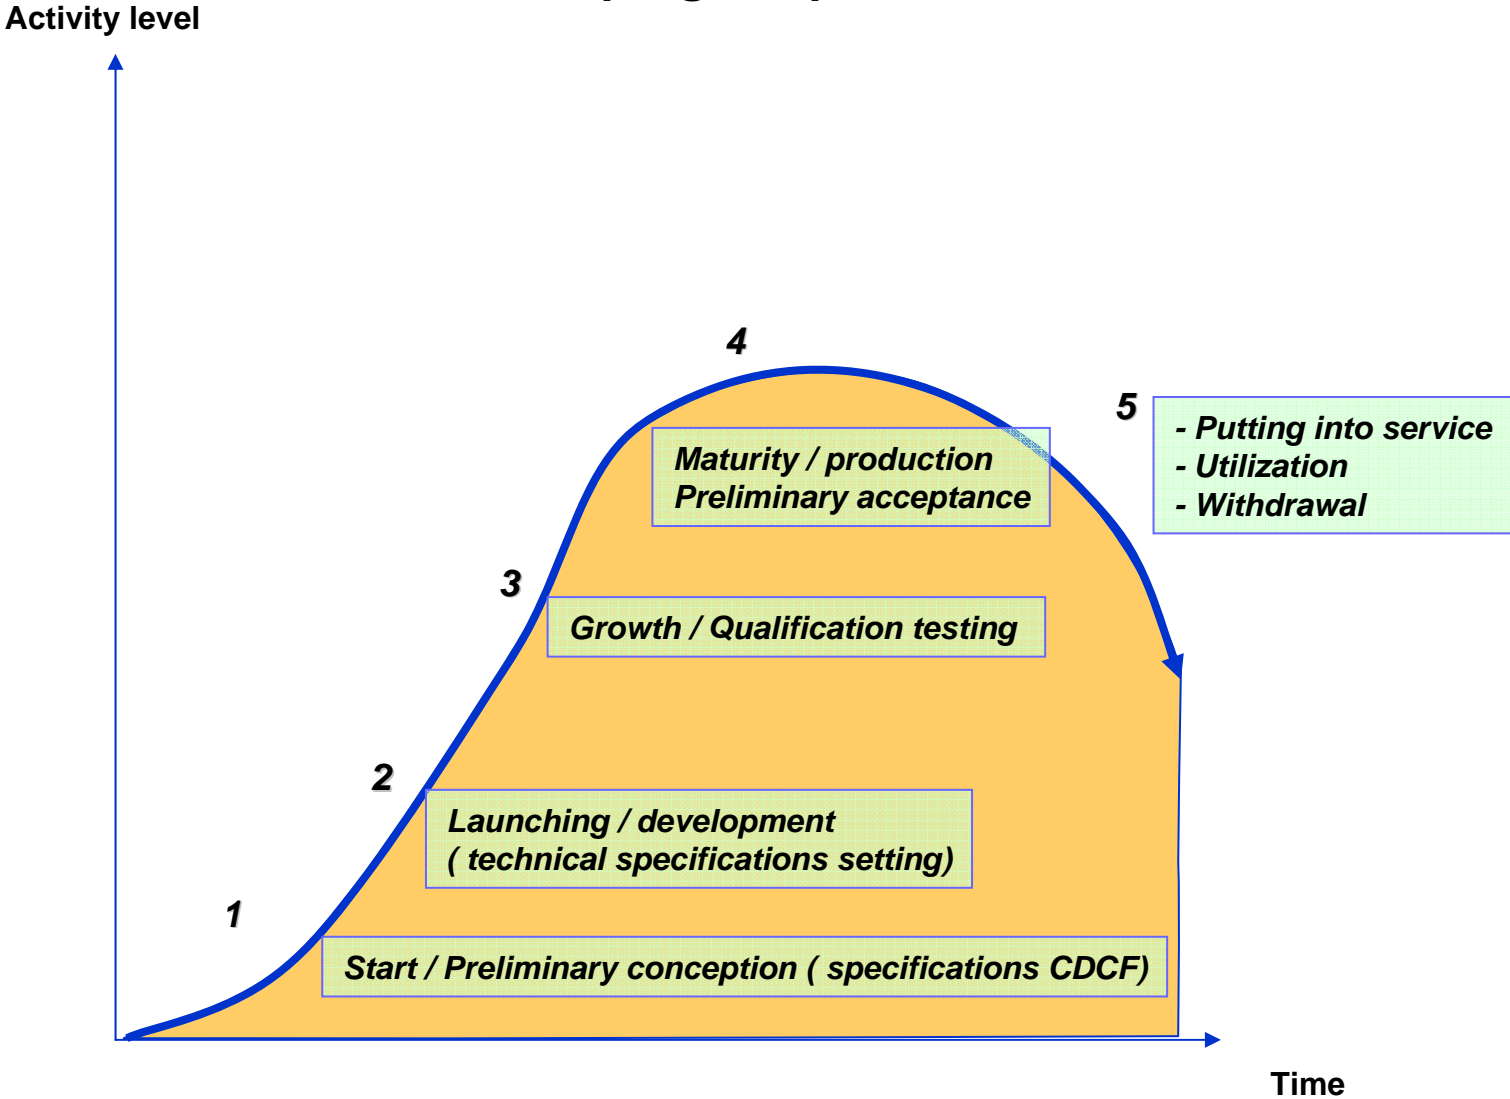 Activity level
4
5
- Putting into service
- Utilization
- Withdrawal
Maturity / production
Preliminary acceptance
3
Growth / Qualification testing
2
Launching / development
( technical specifications setting)
1
Start / Preliminary conception ( specifications CDCF)
Time